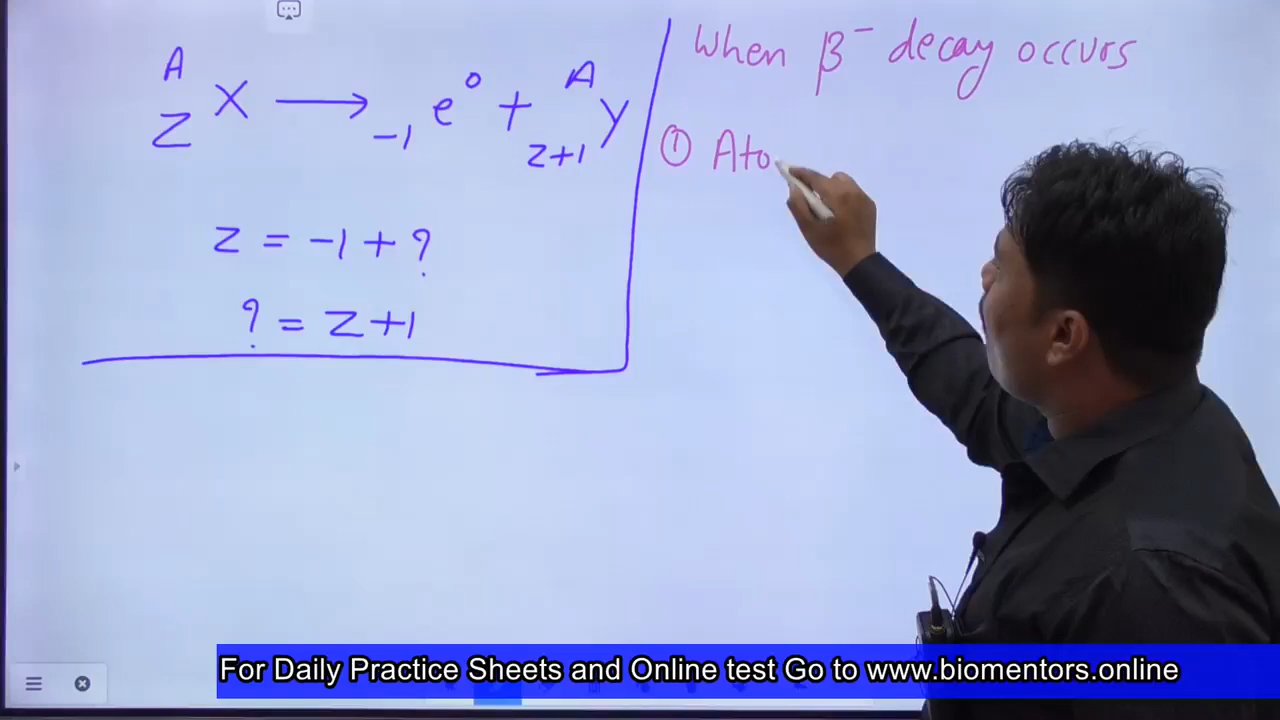 A A
Z X ⟶ -1 e 0 + Z+1 Y
Z = -1 + ?
? = Z+1
When β⁻ decay occurs
① Ato
For Daily Practice Sheets and Online test Go to www.biomentors.online